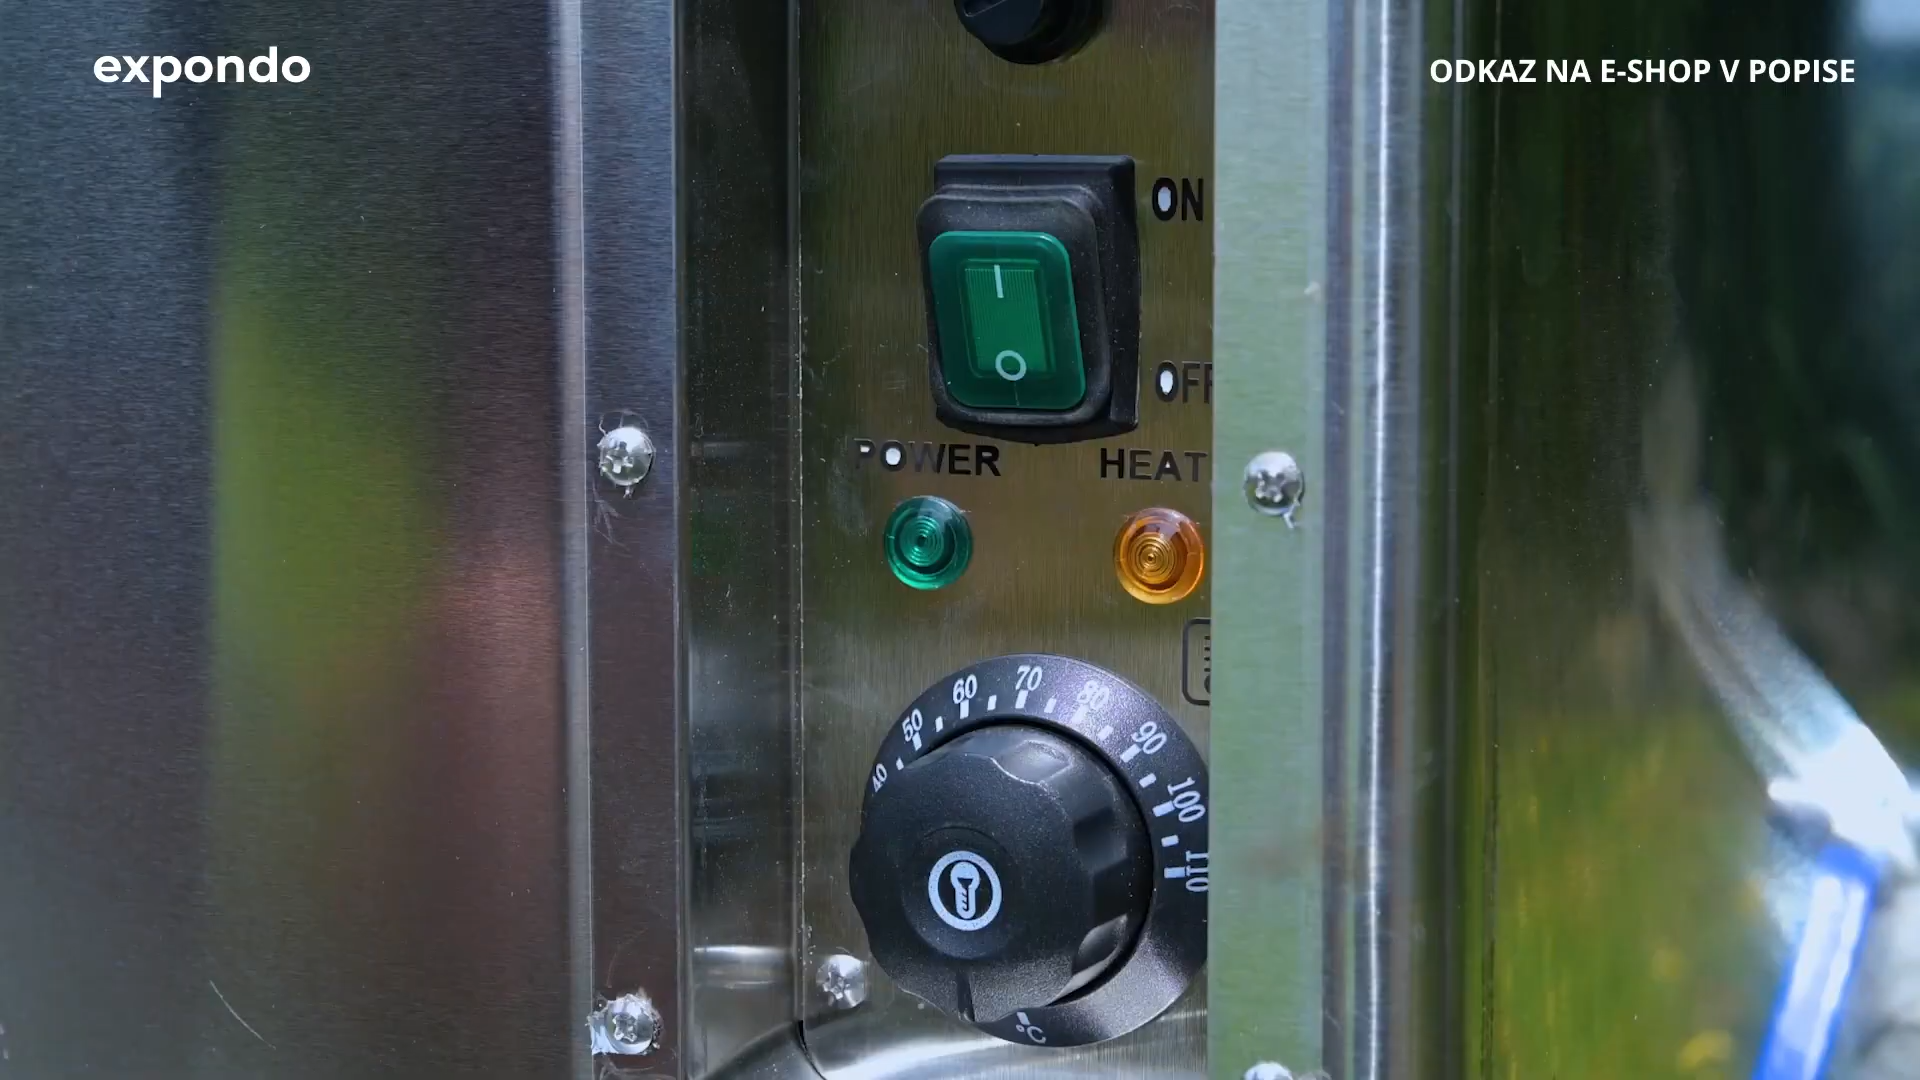 expondo
ODKAZ NA E-SHOP V POPISE
ON
OFF
POWER
HEAT
40
50
60
70
80
90
100
110
°C